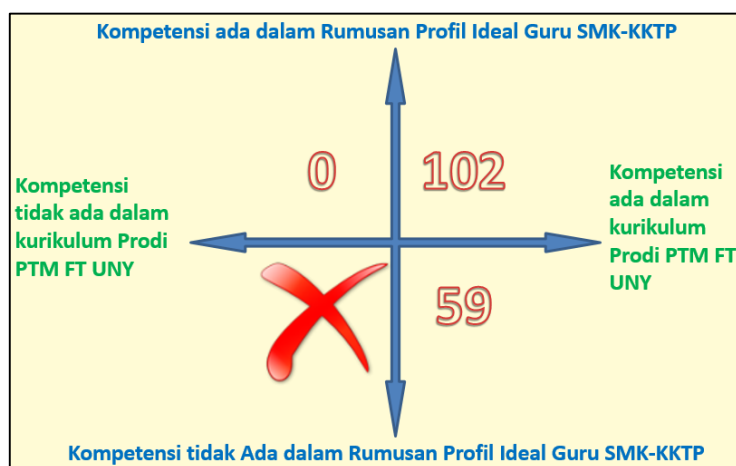 Kompetensi ada dalam Rumusan Profil Ideal Guru SMK-KKTP
0
102
Kompetensi
tidak ada dalam
kurikulum Prodi
PTM FT UNY
Kompetensi
ada dalam
kurikulum
Prodi PTM FT
UNY
59
Kompetensi tidak Ada dalam Rumusan Profil Ideal Guru SMK-KKTP